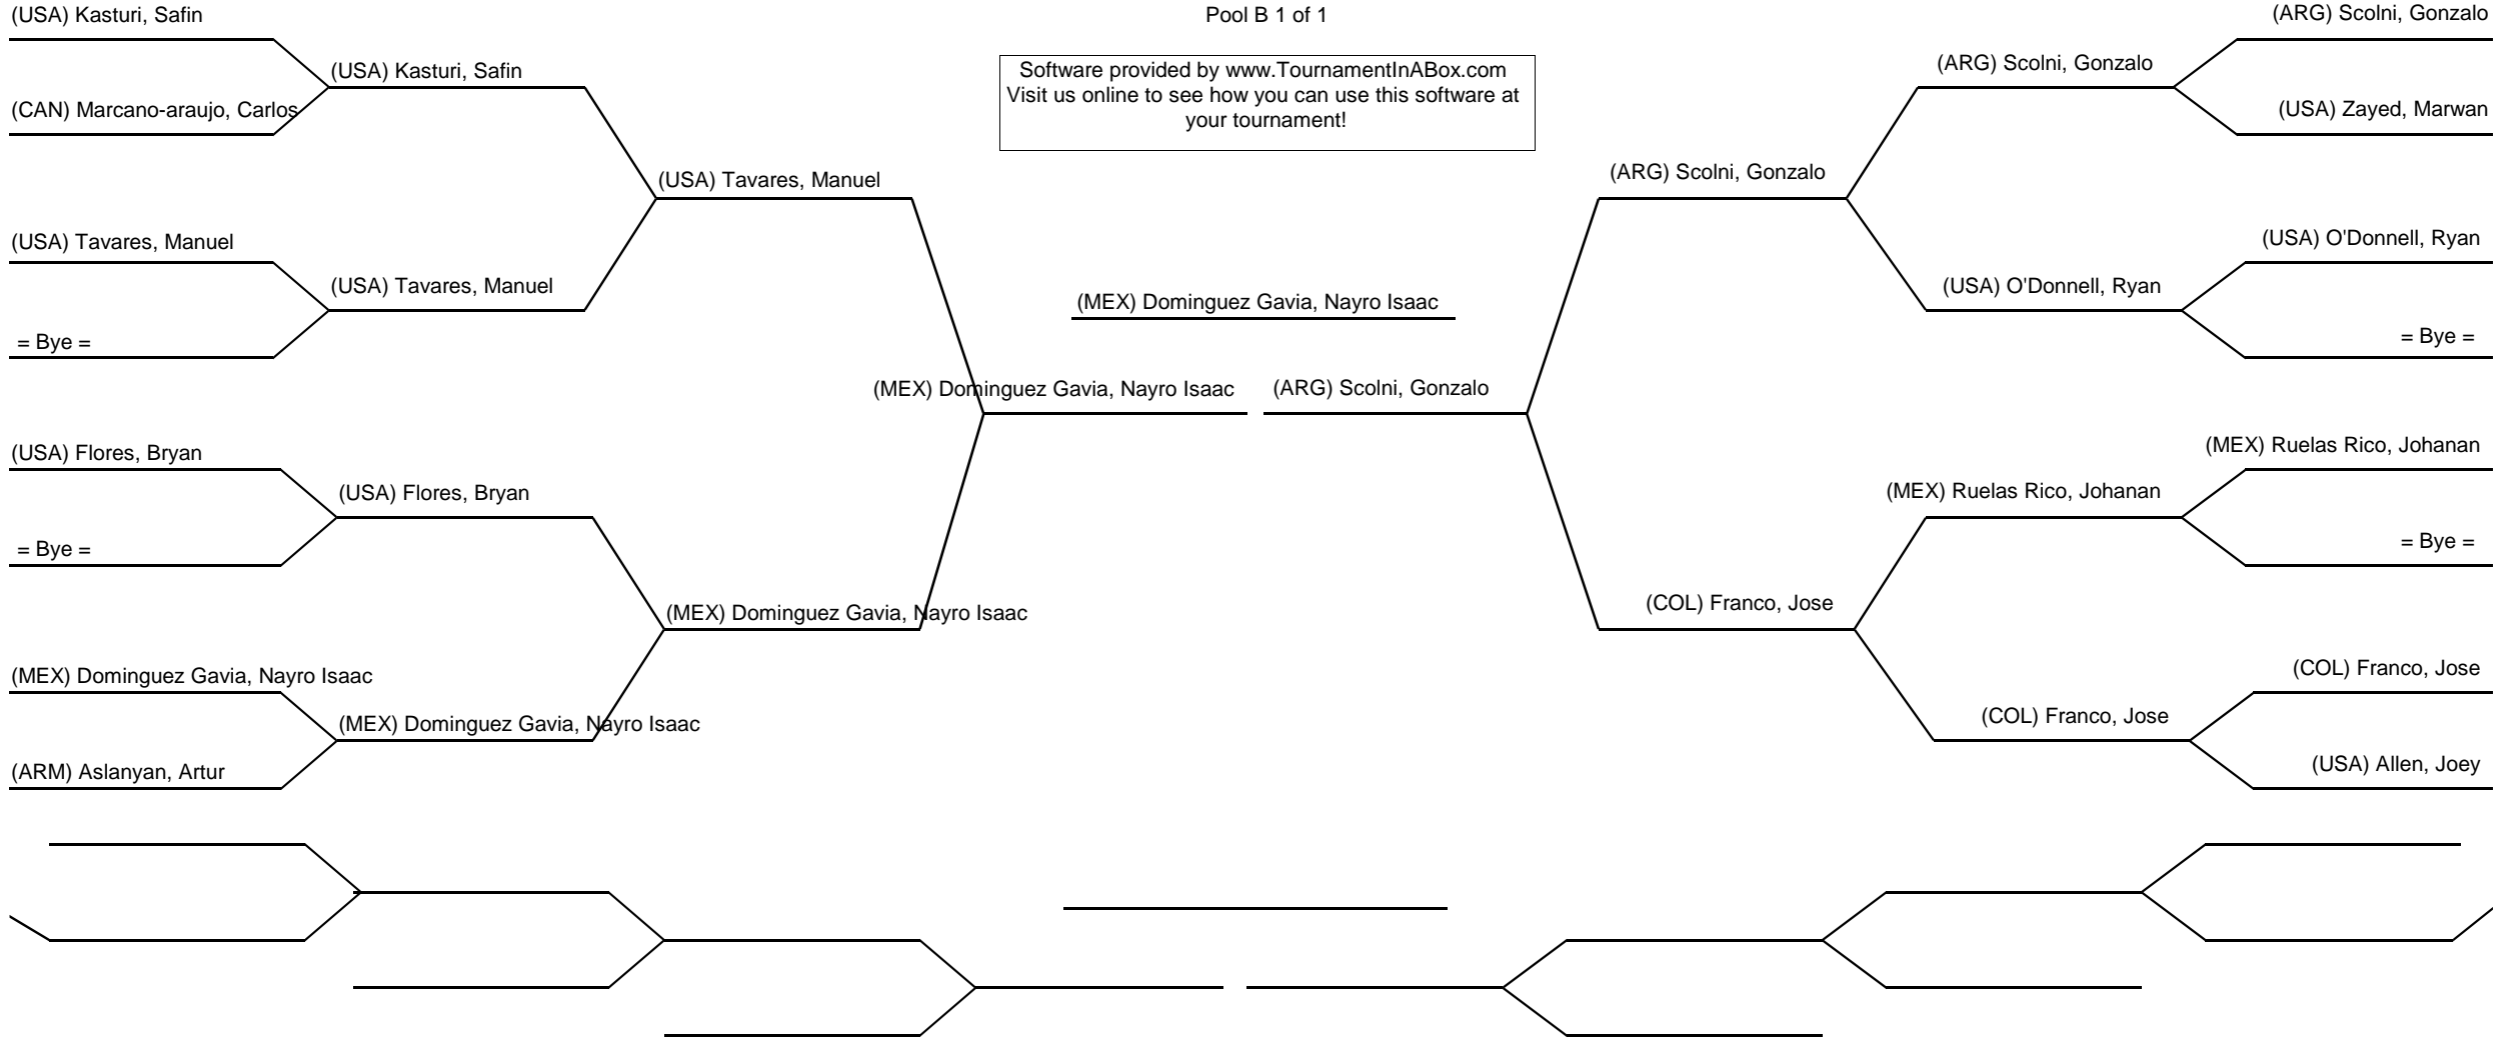 (USA) Kasturi, Safin
Pool B 1 of 1
(ARG) Scolni, Gonzalo
Software provided by www.TournamentInABox.com
Visit us online to see how you can use this software at
your tournament!
(USA) Kasturi, Safin
(ARG) Scolni, Gonzalo
(CAN) Marcano-araujo, Carlos
(USA) Zayed, Marwan
(USA) Tavares, Manuel
(ARG) Scolni, Gonzalo
(USA) Tavares, Manuel
(USA) O'Donnell, Ryan
(USA) Tavares, Manuel
(MEX) Dominguez Gavia, Nayro Isaac
(USA) O'Donnell, Ryan
= Bye =
= Bye =
(MEX) Dominguez Gavia, Nayro Isaac
(ARG) Scolni, Gonzalo
(USA) Flores, Bryan
(MEX) Ruelas Rico, Johanan
(USA) Flores, Bryan
(MEX) Ruelas Rico, Johanan
= Bye =
= Bye =
(MEX) Dominguez Gavia, Nayro Isaac
(COL) Franco, Jose
(MEX) Dominguez Gavia, Nayro Isaac
(COL) Franco, Jose
(MEX) Dominguez Gavia, Nayro Isaac
(COL) Franco, Jose
(ARM) Aslanyan, Artur
(USA) Allen, Joey